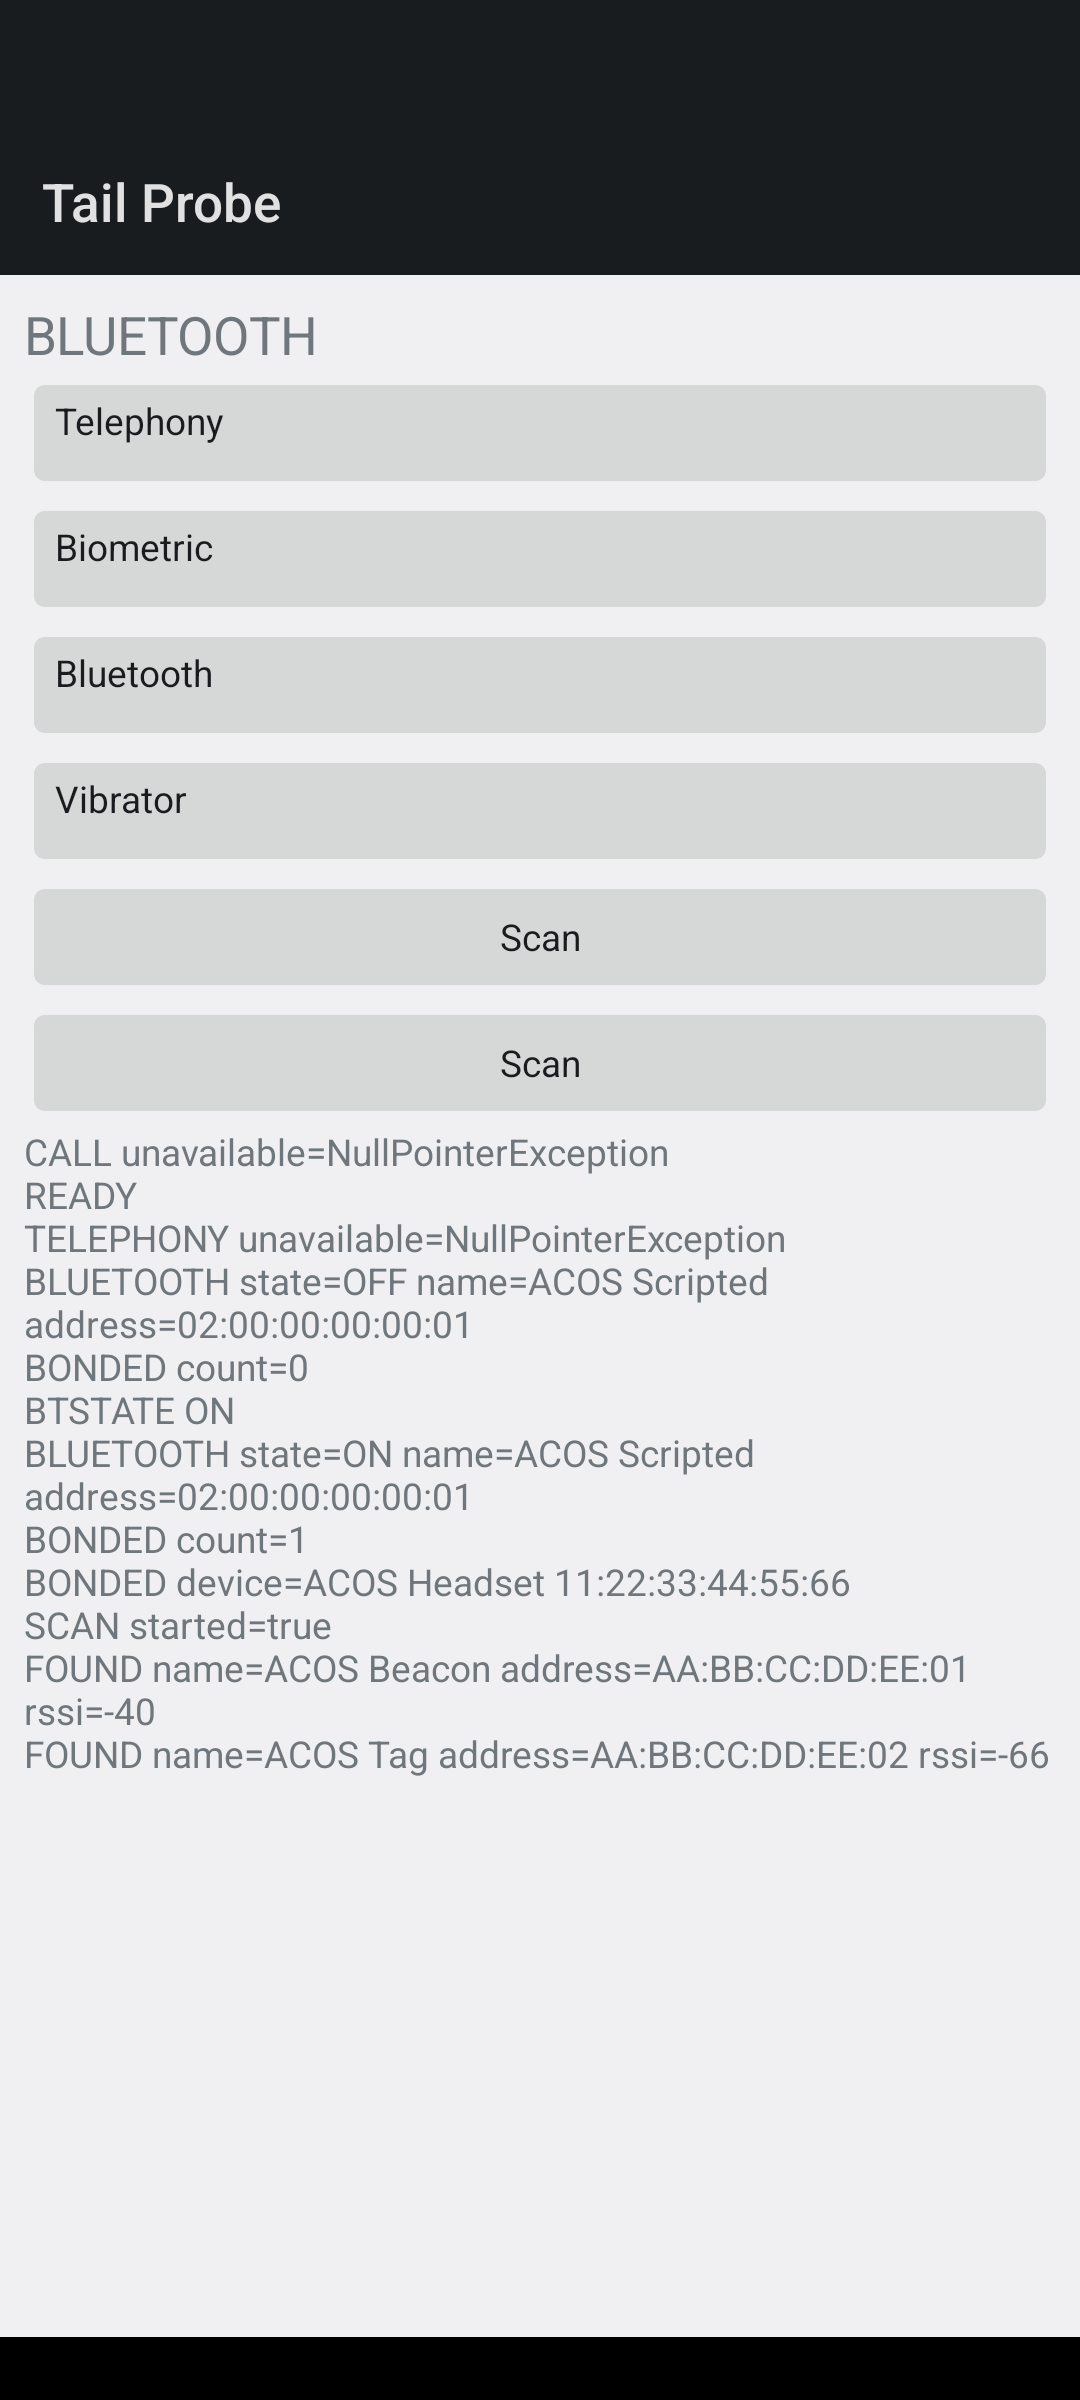 Tail Probe
BLUETOOTH
Telephony
Biometric
Bluetooth
Vibrator
Scan
Scan
CALL unavailable=NullPointerException
READY
TELEPHONY unavailable=NullPointerException
BLUETOOTH state=OFF name=ACOS Scripted
address=02:00:00:00:00:01
BONDED count=0
BTSTATE ON
BLUETOOTH state=ON name=ACOS Scripted
address=02:00:00:00:00:01
BONDED count=1
BONDED device=ACOS Headset 11:22:33:44:55:66
SCAN started=true
FOUND name=ACOS Beacon address=AA:BB:CC:DD:EE:01
rssi=-40
FOUND name=ACOS Tag address=AA:BB:CC:DD:EE:02 rssi=-66